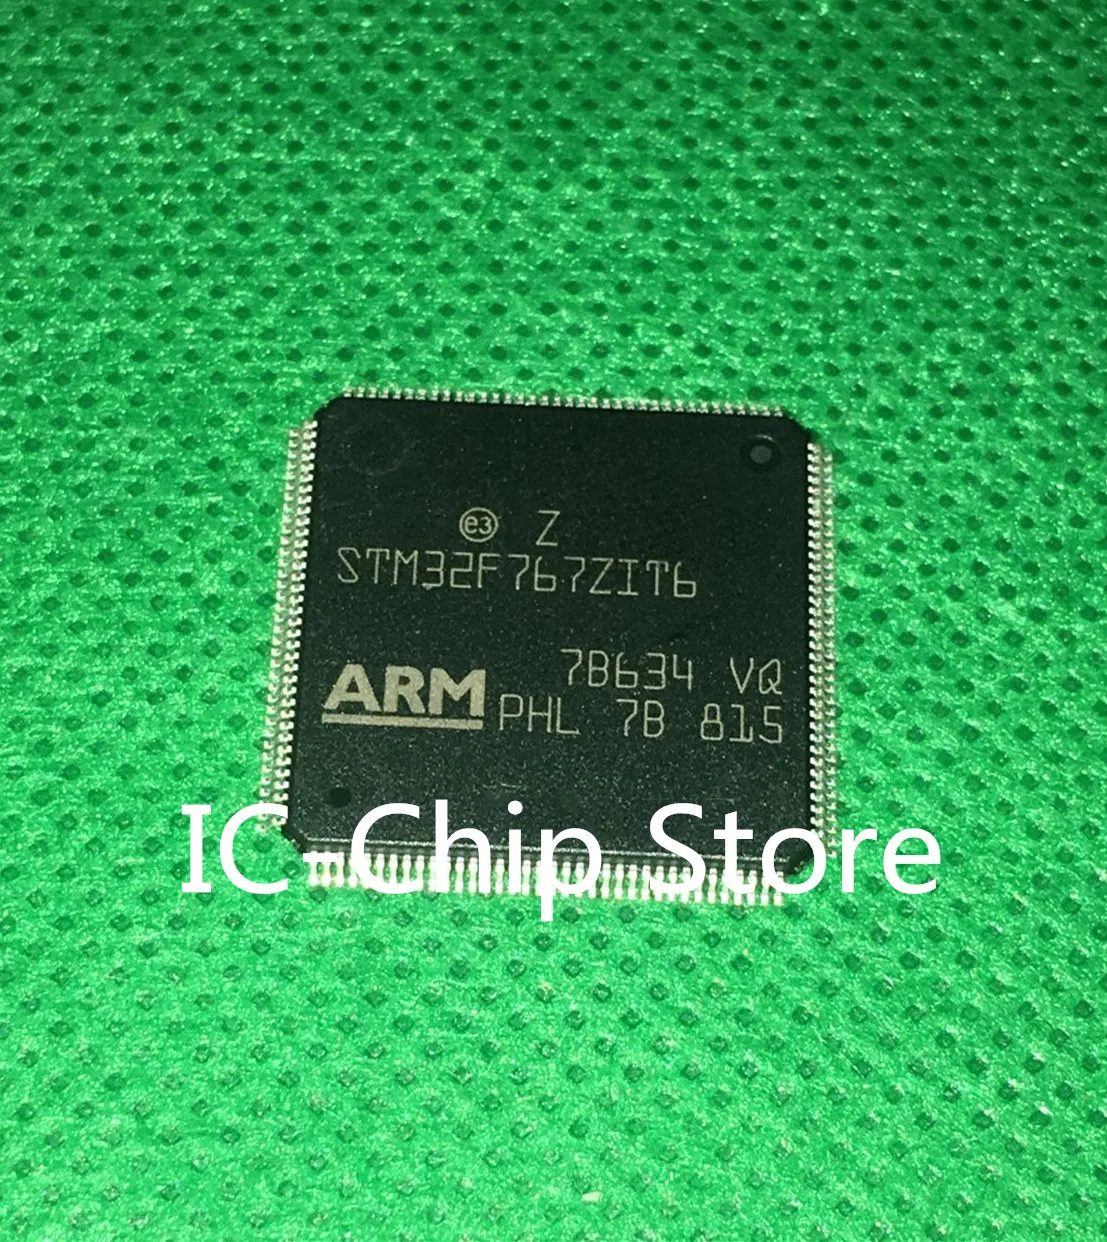 e3 Z
STM32F767ZIT6
7B634 VQ
ARM PHL 7B 815
IC-Chip Store